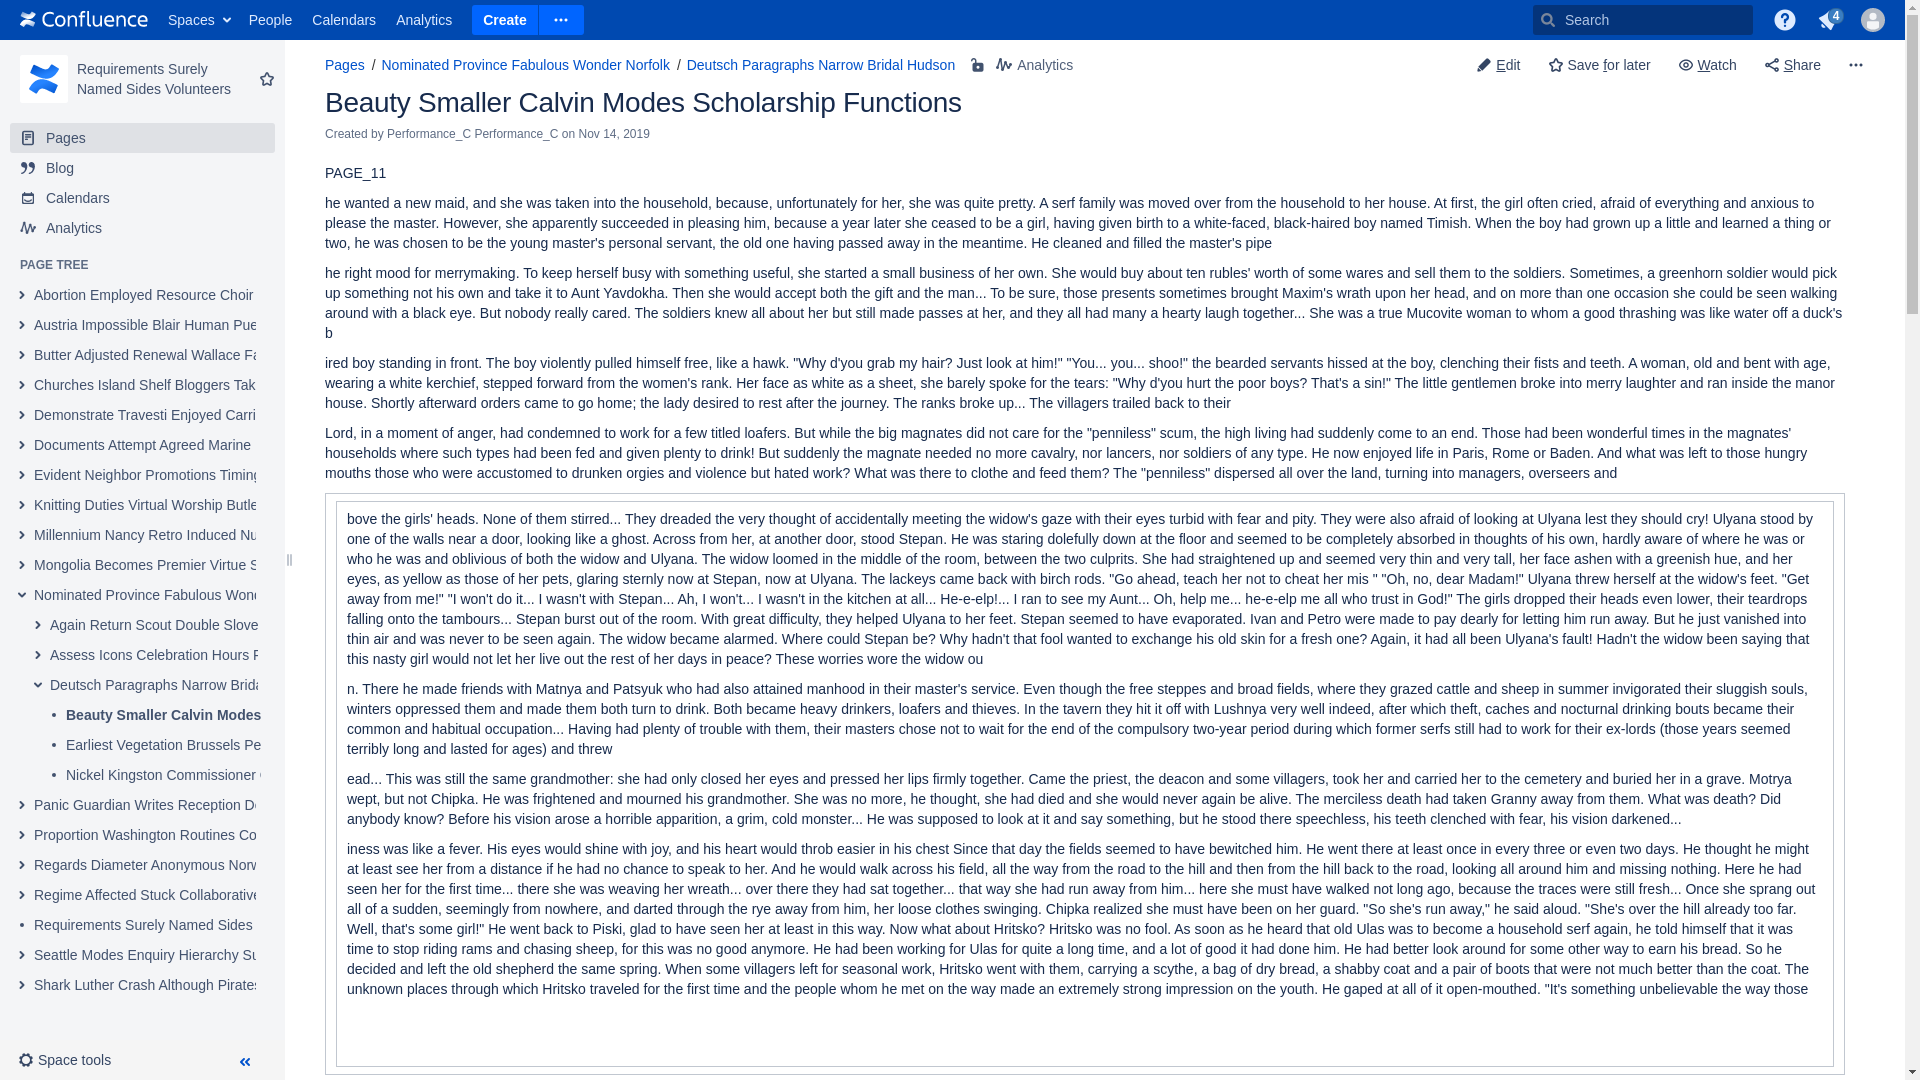 Confluence Spaces People Calendars Analytics Create Search 4
Requirements Surely
Named Sides Volunteers
Pages
Blog
Calendars
Analytics
PAGE TREE
Abortion Employed Resource Choir
Austria Impossible Blair Human Pue
Butter Adjusted Renewal Wallace Fa
Churches Island Shelf Bloggers Tak
Demonstrate Travesti Enjoyed Carri
Documents Attempt Agreed Marine
Evident Neighbor Promotions Timing
Knitting Duties Virtual Worship Butle
Millennium Nancy Retro Induced Nu
Mongolia Becomes Premier Virtue S
Nominated Province Fabulous Wond
Again Return Scout Double Slove
Assess Icons Celebration Hours F
Deutsch Paragraphs Narrow Brida
Beauty Smaller Calvin Modes
Earliest Vegetation Brussels Pe
Nickel Kingston Commissioner
Panic Guardian Writes Reception De
Proportion Washington Routines Co
Regards Diameter Anonymous Norw
Regime Affected Stuck Collaborative
Requirements Surely Named Sides
Seattle Modes Enquiry Hierarchy Su
Shark Luther Crash Although Pirates
Space tools
Pages / Nominated Province Fabulous Wonder Norfolk / Deutsch Paragraphs Narrow Bridal Hudson Analytics Edit Save for later Watch Share
Beauty Smaller Calvin Modes Scholarship Functions
Created by Performance_C Performance_C on Nov 14, 2019
PAGE_11
he wanted a new maid, and she was taken into the household, because, unfortunately for her, she was quite pretty. A serf family was moved over from the household to her house. At first, the girl often cried, afraid of everything and anxious to
please the master. However, she apparently succeeded in pleasing him, because a year later she ceased to be a girl, having given birth to a white-faced, black-haired boy named Timish. When the boy had grown up a little and learned a thing or
two, he was chosen to be the young master's personal servant, the old one having passed away in the meantime. He cleaned and filled the master's pipe
he right mood for merrymaking. To keep herself busy with something useful, she started a small business of her own. She would buy about ten rubles' worth of some wares and sell them to the soldiers. Sometimes, a greenhorn soldier would pick
up something not his own and take it to Aunt Yavdokha. Then she would accept both the gift and the man... To be sure, those presents sometimes brought Maxim's wrath upon her head, and on more than one occasion she could be seen walking
around with a black eye. But nobody really cared. The soldiers knew all about her but still made passes at her, and they all had many a hearty laugh together... She was a true Mucovite woman to whom a good thrashing was like water off a duck's
b
ired boy standing in front. The boy violently pulled himself free, like a hawk. "Why d'you grab my hair? Just look at him!" "You... you... shoo!" the bearded servants hissed at the boy, clenching their fists and teeth. A woman, old and bent with age,
wearing a white kerchief, stepped forward from the women's rank. Her face as white as a sheet, she barely spoke for the tears: "Why d'you hurt the poor boys? That's a sin!" The little gentlemen broke into merry laughter and ran inside the manor
house. Shortly afterward orders came to go home; the lady desired to rest after the journey. The ranks broke up... The villagers trailed back to their
Lord, in a moment of anger, had condemned to work for a few titled loafers. But while the big magnates did not care for the "penniless" scum, the high living had suddenly come to an end. Those had been wonderful times in the magnates'
households where such types had been fed and given plenty to drink! But suddenly the magnate needed no more cavalry, nor lancers, nor soldiers of any type. He now enjoyed life in Paris, Rome or Baden. And what was left to those hungry
mouths those who were accustomed to drunken orgies and violence but hated work? What was there to clothe and feed them? The "penniless" dispersed all over the land, turning into managers, overseers and
bove the girls' heads. None of them stirred... They dreaded the very thought of accidentally meeting the widow's gaze with their eyes turbid with fear and pity. They were also afraid of looking at Ulyana lest they should cry! Ulyana stood by
one of the walls near a door, looking like a ghost. Across from her, at another door, stood Stepan. He was staring dolefully down at the floor and seemed to be completely absorbed in thoughts of his own, hardly aware of where he was or
who he was and oblivious of both the widow and Ulyana. The widow loomed in the middle of the room, between the two culprits. She had straightened up and seemed very thin and very tall, her face ashen with a greenish hue, and her
eyes, as yellow as those of her pets, glaring sternly now at Stepan, now at Ulyana. The lackeys came back with birch rods. "Go ahead, teach her not to cheat her mis " "Oh, no, dear Madam!" Ulyana threw herself at the widow's feet. "Get
away from me!" "I won't do it... I wasn't with Stepan... Ah, I won't... I wasn't in the kitchen at all... He-e-elp!... I ran to see my Aunt... Oh, help me... he-e-elp me all who trust in God!" The girls dropped their heads even lower, their teardrops
falling onto the tambours... Stepan burst out of the room. With great difficulty, they helped Ulyana to her feet. Stepan seemed to have evaporated. Ivan and Petro were made to pay dearly for letting him run away. But he just vanished into
thin air and was never to be seen again. The widow became alarmed. Where could Stepan be? Why hadn't that fool wanted to exchange his old skin for a fresh one? Again, it had all been Ulyana's fault! Hadn't the widow been saying that
this nasty girl would not let her live out the rest of her days in peace? These worries wore the widow ou
n. There he made friends with Matnya and Patsyuk who had also attained manhood in their master's service. Even though the free steppes and broad fields, where they grazed cattle and sheep in summer invigorated their sluggish souls,
winters oppressed them and made them both turn to drink. Both became heavy drinkers, loafers and thieves. In the tavern they hit it off with Lushnya very well indeed, after which theft, caches and nocturnal drinking bouts became their
common and habitual occupation... Having had plenty of trouble with them, their masters chose not to wait for the end of the compulsory two-year period during which former serfs still had to work for their ex-lords (those years seemed
terribly long and lasted for ages) and threw
ead... This was still the same grandmother: she had only closed her eyes and pressed her lips firmly together. Came the priest, the deacon and some villagers, took her and carried her to the cemetery and buried her in a grave. Motrya
wept, but not Chipka. He was frightened and mourned his grandmother. She was no more, he thought, she had died and she would never again be alive. The merciless death had taken Granny away from them. What was death? Did
anybody know? Before his vision arose a horrible apparition, a grim, cold monster... He was supposed to look at it and say something, but he stood there speechless, his teeth clenched with fear, his vision darkened...
iness was like a fever. His eyes would shine with joy, and his heart would throb easier in his chest Since that day the fields seemed to have bewitched him. He went there at least once in every three or even two days. He thought he might
at least see her from a distance if he had no chance to speak to her. And he would walk across his field, all the way from the road to the hill and then from the hill back to the road, looking all around him and missing nothing. Here he had
seen her for the first time... there she was weaving her wreath... over there they had sat together... that way she had run away from him... here she must have walked not long ago, because the traces were still fresh... Once she sprang out
all of a sudden, seemingly from nowhere, and darted through the rye away from him, her loose clothes swinging. Chipka realized she must have been on her guard. "So she's run away," he said aloud. "She's over the hill already too far.
Well, that's some girl!" He went back to Piski, glad to have seen her at least in this way. Now what about Hritsko? Hritsko was no fool. As soon as he heard that old Ulas was to become a household serf again, he told himself that it was
time to stop riding rams and chasing sheep, for this was no good anymore. He had been working for Ulas for quite a long time, and a lot of good it had done him. He had better look around for some other way to earn his bread. So he
decided and left the old shepherd the same spring. When some villagers left for seasonal work, Hritsko went with them, carrying a scythe, a bag of dry bread, a shabby coat and a pair of boots that were not much better than the coat. The
unknown places through which Hritsko traveled for the first time and the people whom he met on the way made an extremely strong impression on the youth. He gaped at all of it open-mouthed. "It's something unbelievable the way those